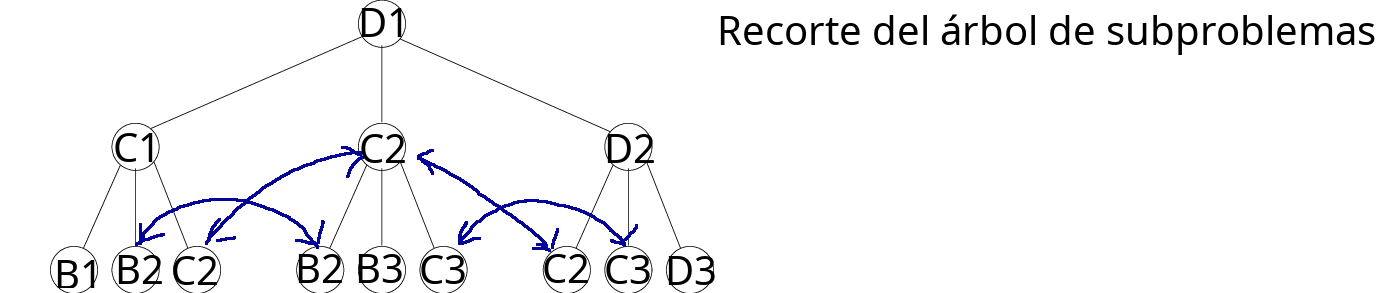 D1
Recorte del árbol de subproblemas
C1 C2 D2
B1 B2 C2 B2 B3 C3 C2 C3 D3